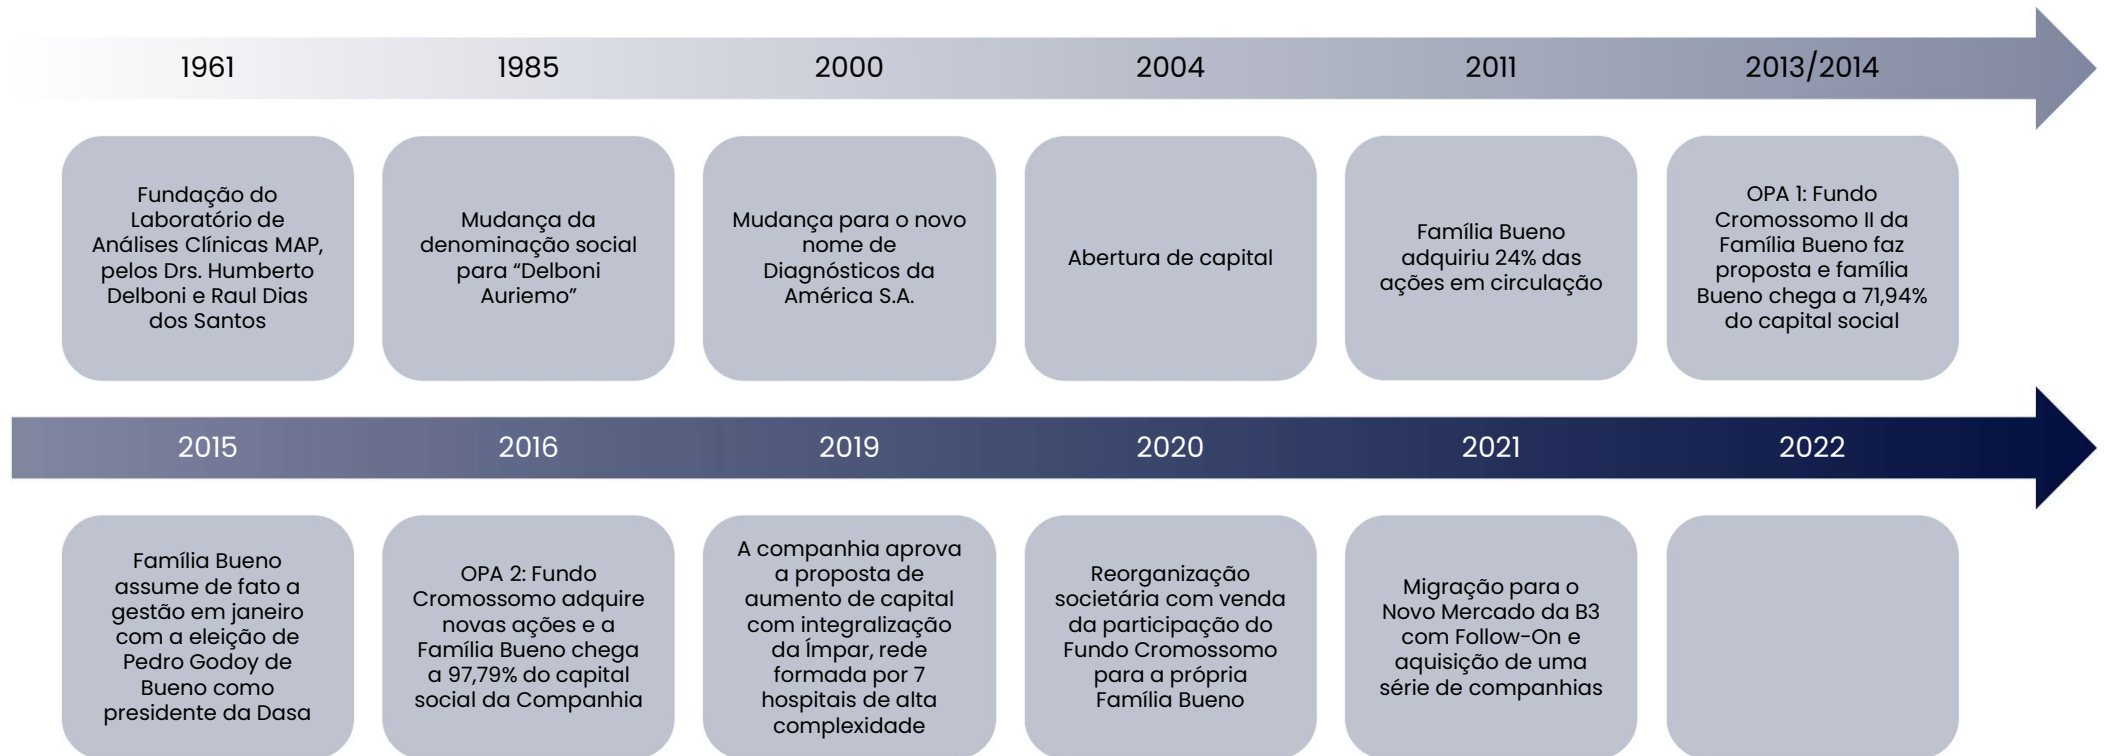 1961
1985
2000
2004
2011
2013/2014
Fundação do
Laboratório de
Análises Clínicas MAP,
pelos Drs. Humberto
Delboni e Raul Dias
dos Santos
Mudança da
denominação social
para “Delboni
Auriemo”
Mudança para o novo
nome de
Diagnósticos da
América S.A.
Abertura de capital
Família Bueno
adquiriu 24% das
ações em circulação
OPA 1: Fundo
Cromossomo II da
Família Bueno faz
proposta e família
Bueno chega a 71,94%
do capital social
2015
2016
2019
2020
2021
2022
Família Bueno
assume de fato a
gestão em janeiro
com a eleição de
Pedro Godoy de
Bueno como
presidente da Dasa
OPA 2: Fundo
Cromossomo adquire
novas ações e a
Família Bueno chega
a 97,79% do capital
social da Companhia
A companhia aprova
a proposta de
aumento de capital
com integralização
da Ímpar, rede
formada por 7
hospitais de alta
complexidade
Reorganização
societária com venda
da participação do
Fundo Cromossomo
para a própria
Família Bueno
Migração para o
Novo Mercado da B3
com Follow-On e
aquisição de uma
série de companhias